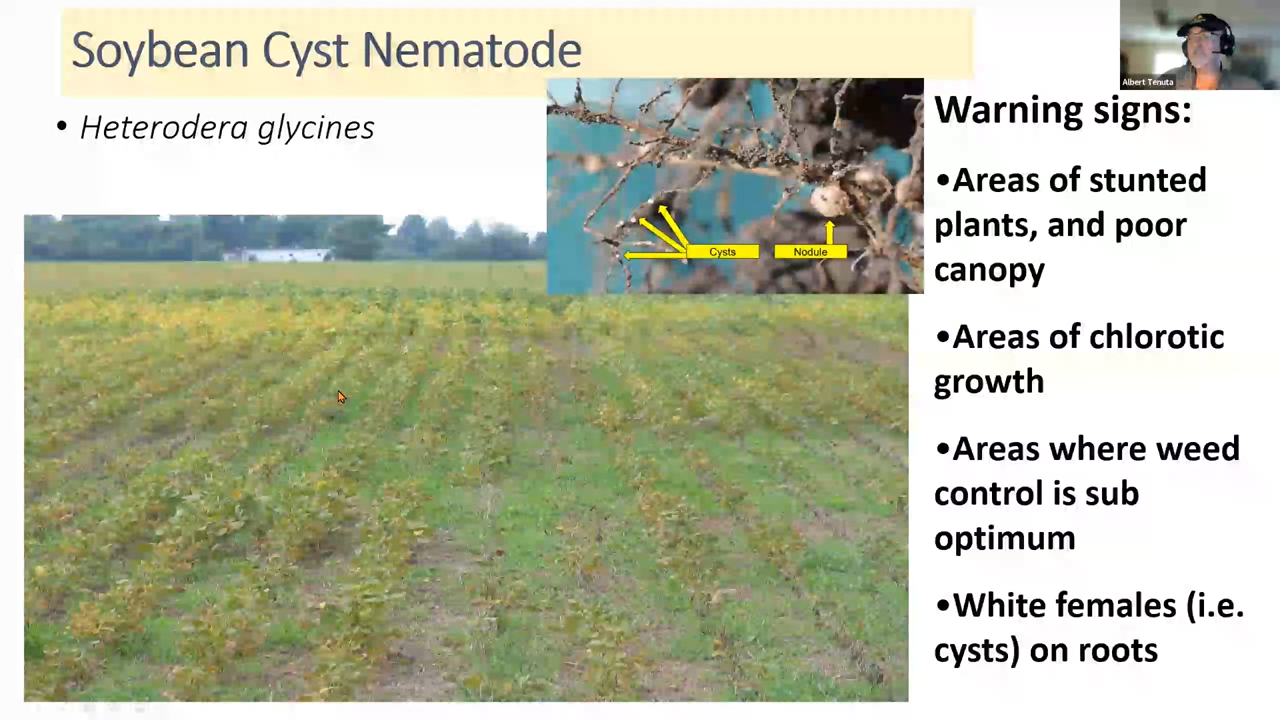 Soybean Cyst Nematode
• Heterodera glycines
Cysts
Nodule
Albert Tenuta
Warning signs:
•Areas of stunted
plants, and poor
canopy
•Areas of chlorotic
growth
•Areas where weed
control is sub
optimum
•White females (i.e.
cysts) on roots